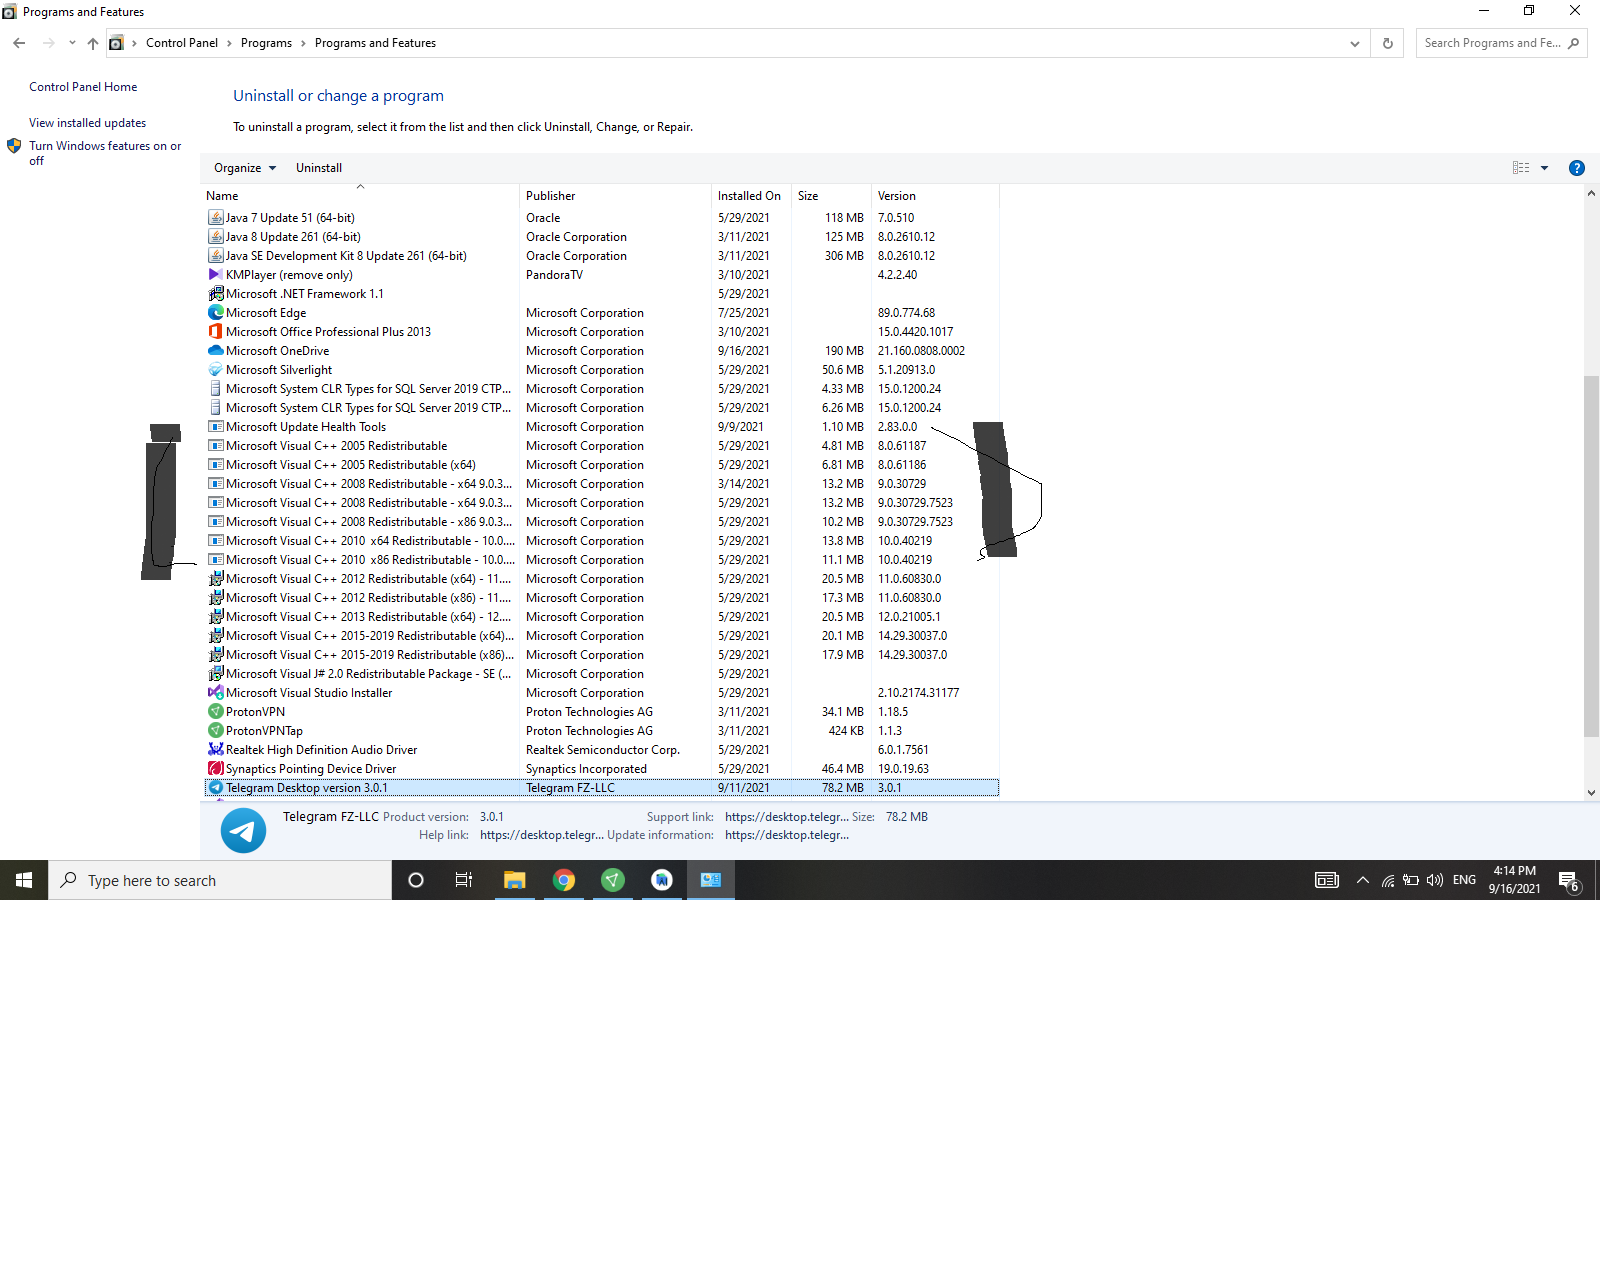 Programs and Features
Control Panel › Programs › Programs and Features
Search Programs and Fe...
Control Panel Home
View installed updates
Turn Windows features on or
off
Uninstall or change a program
To uninstall a program, select it from the list and then click Uninstall, Change, or Repair.
Organize Uninstall
Name Publisher Installed On Size Version
Java 7 Update 51 (64-bit) Oracle 5/29/2021 118 MB 7.0.510
Java 8 Update 261 (64-bit) Oracle Corporation 3/11/2021 125 MB 8.0.2610.12
Java SE Development Kit 8 Update 261 (64-bit) Oracle Corporation 3/11/2021 306 MB 8.0.2610.12
KMPlayer (remove only) PandoraTV 3/10/2021 4.2.2.40
Microsoft .NET Framework 1.1 5/29/2021
Microsoft Edge Microsoft Corporation 7/25/2021 89.0.774.68
Microsoft Office Professional Plus 2013 Microsoft Corporation 3/10/2021 15.0.4420.1017
Microsoft OneDrive Microsoft Corporation 9/16/2021 190 MB 21.160.0808.0002
Microsoft Silverlight Microsoft Corporation 5/29/2021 50.6 MB 5.1.20913.0
Microsoft System CLR Types for SQL Server 2019 CTP... Microsoft Corporation 5/29/2021 4.33 MB 15.0.1200.24
Microsoft System CLR Types for SQL Server 2019 CTP... Microsoft Corporation 5/29/2021 6.26 MB 15.0.1200.24
Microsoft Update Health Tools Microsoft Corporation 9/9/2021 1.10 MB 2.83.0.0
Microsoft Visual C++ 2005 Redistributable Microsoft Corporation 5/29/2021 4.81 MB 8.0.61187
Microsoft Visual C++ 2005 Redistributable (x64) Microsoft Corporation 5/29/2021 6.81 MB 8.0.61186
Microsoft Visual C++ 2008 Redistributable - x64 9.0.3... Microsoft Corporation 3/14/2021 13.2 MB 9.0.30729
Microsoft Visual C++ 2008 Redistributable - x64 9.0.3... Microsoft Corporation 5/29/2021 13.2 MB 9.0.30729.7523
Microsoft Visual C++ 2008 Redistributable - x86 9.0.3... Microsoft Corporation 5/29/2021 10.2 MB 9.0.30729.7523
Microsoft Visual C++ 2010 x64 Redistributable - 10.0.... Microsoft Corporation 5/29/2021 13.8 MB 10.0.40219
Microsoft Visual C++ 2010 x86 Redistributable - 10.0.... Microsoft Corporation 5/29/2021 11.1 MB 10.0.40219
Microsoft Visual C++ 2012 Redistributable (x64) - 11.... Microsoft Corporation 5/29/2021 20.5 MB 11.0.60830.0
Microsoft Visual C++ 2012 Redistributable (x86) - 11.... Microsoft Corporation 5/29/2021 17.3 MB 11.0.60830.0
Microsoft Visual C++ 2013 Redistributable (x64) - 12.... Microsoft Corporation 5/29/2021 20.5 MB 12.0.21005.1
Microsoft Visual C++ 2015-2019 Redistributable (x64)... Microsoft Corporation 5/29/2021 20.1 MB 14.29.30037.0
Microsoft Visual C++ 2015-2019 Redistributable (x86)... Microsoft Corporation 5/29/2021 17.9 MB 14.29.30037.0
Microsoft Visual J# 2.0 Redistributable Package - SE (... Microsoft Corporation 5/29/2021
Microsoft Visual Studio Installer Microsoft Corporation 5/29/2021 2.10.2174.31177
ProtonVPN Proton Technologies AG 3/11/2021 34.1 MB 1.18.5
ProtonVPNTap Proton Technologies AG 3/11/2021 424 KB 1.1.3
Realtek High Definition Audio Driver Realtek Semiconductor Corp. 5/29/2021 6.0.1.7561
Synaptics Pointing Device Driver Synaptics Incorporated 5/29/2021 46.4 MB 19.0.19.63
Telegram Desktop version 3.0.1 Telegram FZ-LLC 9/11/2021 78.2 MB 3.0.1
Telegram FZ-LLC Product version: 3.0.1 Support link: https://desktop.telegr... Size: 78.2 MB
Help link: https://desktop.telegr... Update information: https://desktop.telegr...
Type here to search
ENG
4:14 PM
9/16/2021
6